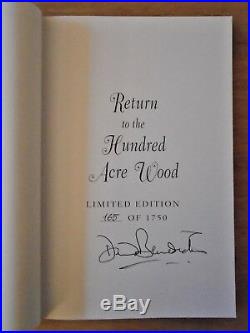 Return
to the
Hundred
Acre Wood
LIMITED EDITION
165 OF 1750